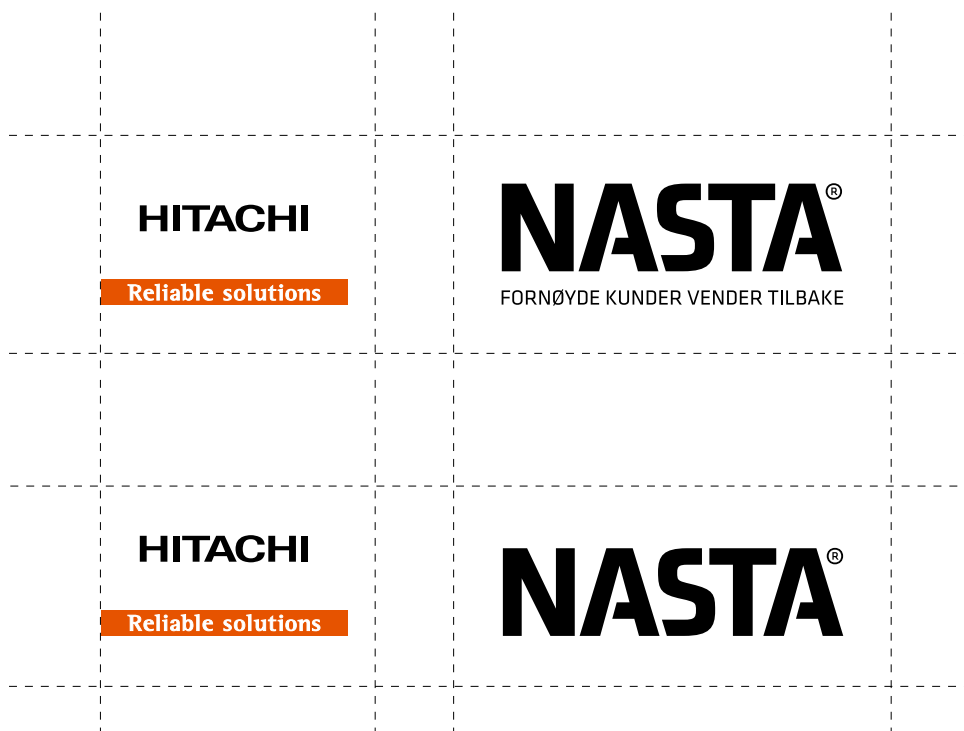 HITACHI
Reliable solutions
NASTA®
FORNØYDE KUNDER VENDER TILBAKE
HITACHI
Reliable solutions
NASTA®